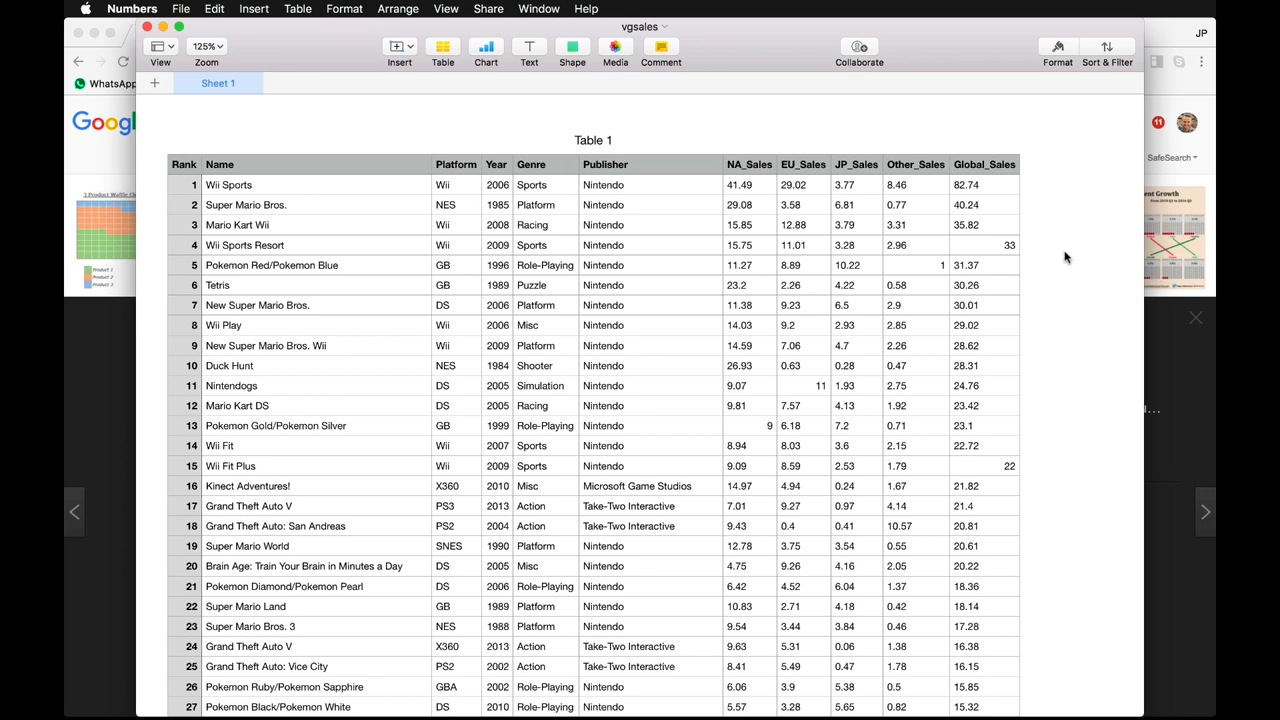 Numbers File Edit Insert Table Format Arrange View Share Window Help
vgsales
JP
125%
View Zoom Insert Table Chart Text Shape Media Comment Collaborate Format Sort & Filter
WhatsApp
Sheet 1
Goog
11
SafeSearch
Table 1
Rank Name Platform Year Genre Publisher NA_Sales EU_Sales JP_Sales Other_Sales Global_Sales
1 Wii Sports Wii 2006 Sports Nintendo 41.49 29.02 3.77 8.46 82.74
2 Super Mario Bros. NES 1985 Platform Nintendo 29.08 3.58 6.81 0.77 40.24
3 Mario Kart Wii Wii 2008 Racing Nintendo 15.85 12.88 3.79 3.31 35.82
4 Wii Sports Resort Wii 2009 Sports Nintendo 15.75 11.01 3.28 2.96 33
5 Pokemon Red/Pokemon Blue GB 1996 Role-Playing Nintendo 11.27 8.89 10.22 1 31.37
6 Tetris GB 1988 Puzzle Nintendo 23.2 2.26 4.22 0.58 30.26
7 New Super Mario Bros. DS 2006 Platform Nintendo 11.38 9.23 6.5 2.9 30.01
8 Wii Play Wii 2006 Misc Nintendo 14.03 9.2 2.93 2.85 29.02
9 New Super Mario Bros. Wii Wii 2009 Platform Nintendo 14.59 7.06 4.7 2.26 28.62
10 Duck Hunt NES 1984 Shooter Nintendo 26.93 0.63 0.28 0.47 28.31
11 Nintendogs DS 2005 Simulation Nintendo 9.07 11 1.93 2.75 24.76
12 Mario Kart DS DS 2005 Racing Nintendo 9.81 7.57 4.13 1.92 23.42
13 Pokemon Gold/Pokemon Silver GB 1999 Role-Playing Nintendo 9 6.18 7.2 0.71 23.1
14 Wii Fit Wii 2007 Sports Nintendo 8.94 8.03 3.6 2.15 22.72
15 Wii Fit Plus Wii 2009 Sports Nintendo 9.09 8.59 2.53 1.79 22
16 Kinect Adventures! X360 2010 Misc Microsoft Game Studios 14.97 4.94 0.24 1.67 21.82
17 Grand Theft Auto V PS3 2013 Action Take-Two Interactive 7.01 9.27 0.97 4.14 21.4
18 Grand Theft Auto: San Andreas PS2 2004 Action Take-Two Interactive 9.43 0.4 0.41 10.57 20.81
19 Super Mario World SNES 1990 Platform Nintendo 12.78 3.75 3.54 0.55 20.61
20 Brain Age: Train Your Brain in Minutes a Day DS 2005 Misc Nintendo 4.75 9.26 4.16 2.05 20.22
21 Pokemon Diamond/Pokemon Pearl DS 2006 Role-Playing Nintendo 6.42 4.52 6.04 1.37 18.36
22 Super Mario Land GB 1989 Platform Nintendo 10.83 2.71 4.18 0.42 18.14
23 Super Mario Bros. 3 NES 1988 Platform Nintendo 9.54 3.44 3.84 0.46 17.28
24 Grand Theft Auto V X360 2013 Action Take-Two Interactive 9.63 5.31 0.06 1.38 16.38
25 Grand Theft Auto: Vice City PS2 2002 Action Take-Two Interactive 8.41 5.49 0.47 1.78 16.15
26 Pokemon Ruby/Pokemon Sapphire GBA 2002 Role-Playing Nintendo 6.06 3.9 5.38 0.5 15.85
27 Pokemon Black/Pokemon White DS 2010 Role-Playing Nintendo 5.57 3.28 5.65 0.82 15.32
3 Product Waffle Ch
Product 1
Product 2
Product 3
ent Growth